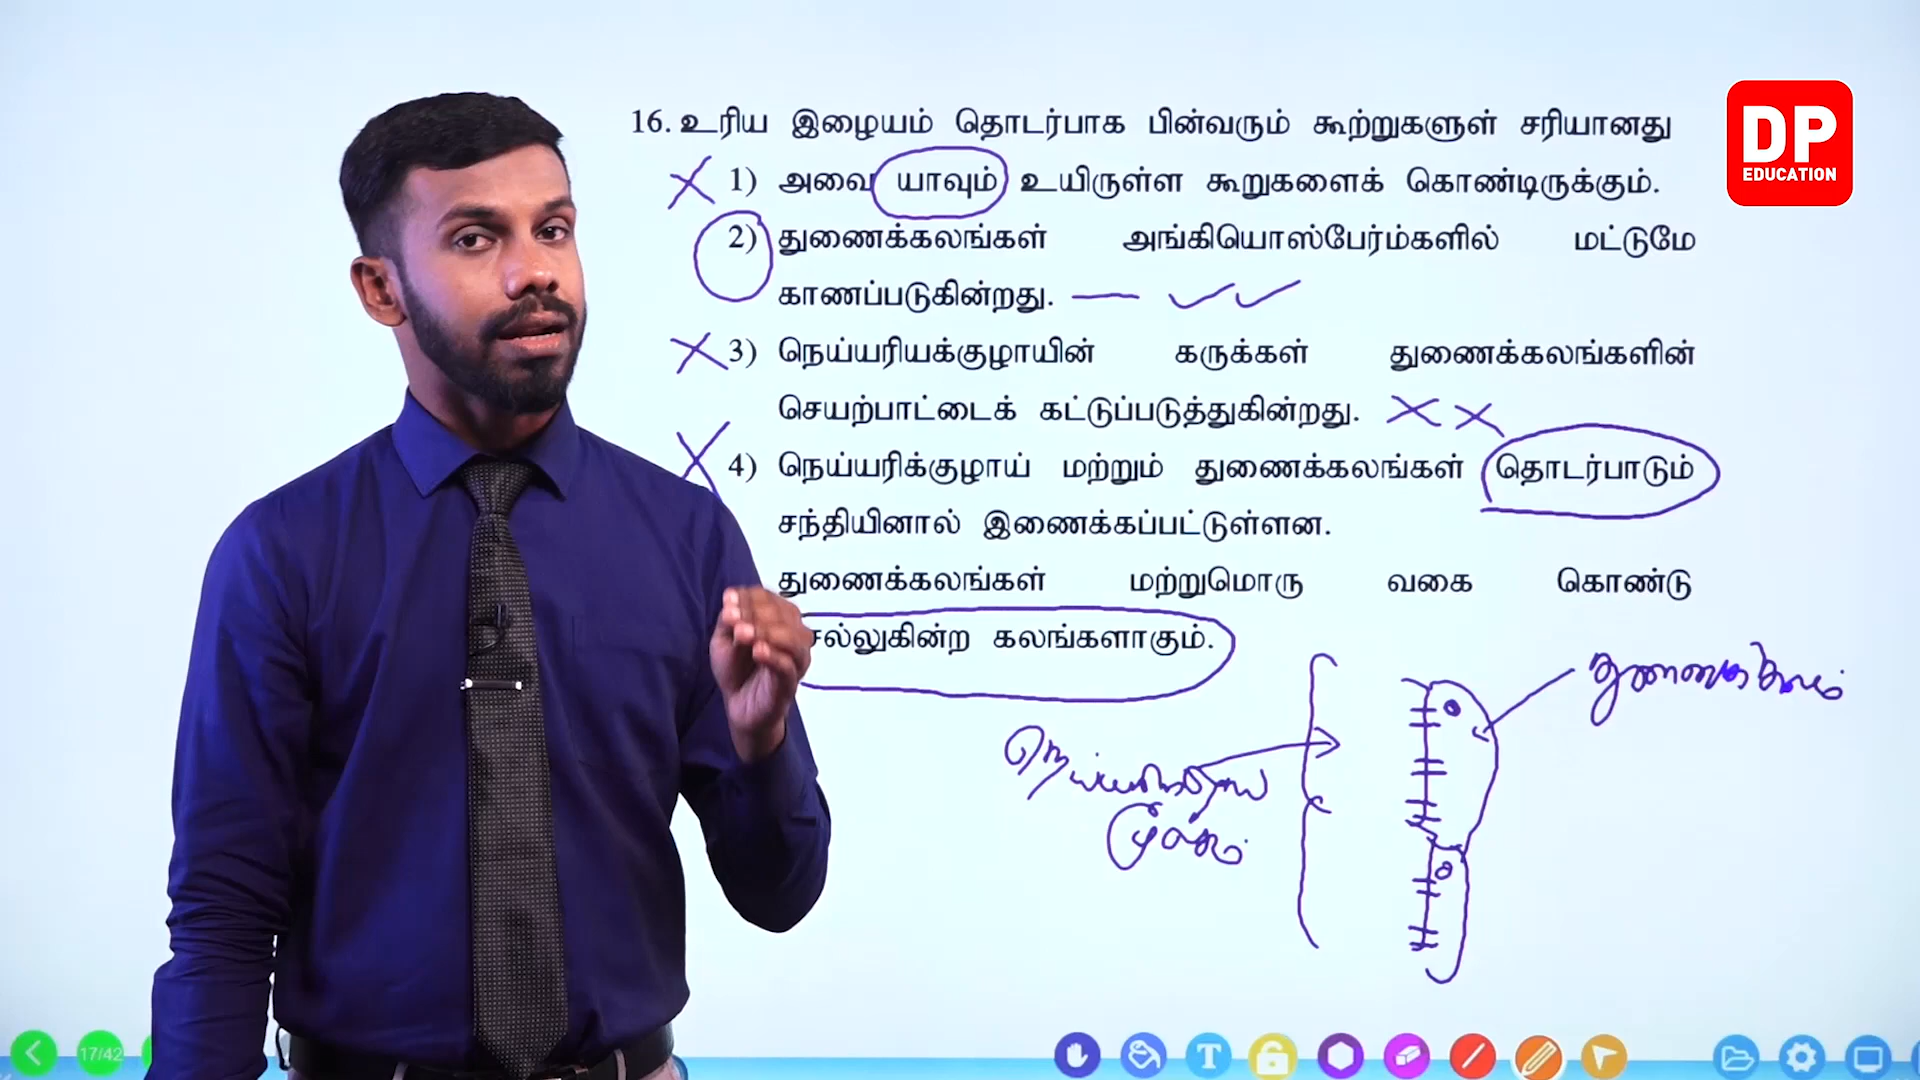 DP
EDUCATION
16. உரிய இழையம் தொடர்பாக பின்வரும் கூற்றுகளுள் சரியானது
1) அவை யாவும் உயிருள்ள கூறுகளைக் கொண்டிருக்கும்.
2) துணைக்கலங்கள் அங்கியொஸ்பேர்ம்களில் மட்டுமே
காணப்படுகின்றது.
3) நெய்யரியக்குழாயின் கருக்கள் துணைக்கலங்களின்
செயற்பாட்டைக் கட்டுப்படுத்துகின்றது.
4) நெய்யரிக்குழாய் மற்றும் துணைக்கலங்கள் தொடர்பாடும்
சந்தியினால் இணைக்கப்பட்டுள்ளன.
துணைக்கலங்கள் மற்றுமொரு வகை கொண்டு
செல்லுகின்ற கலங்களாகும்.
துணைக்கலம்
17/42
T